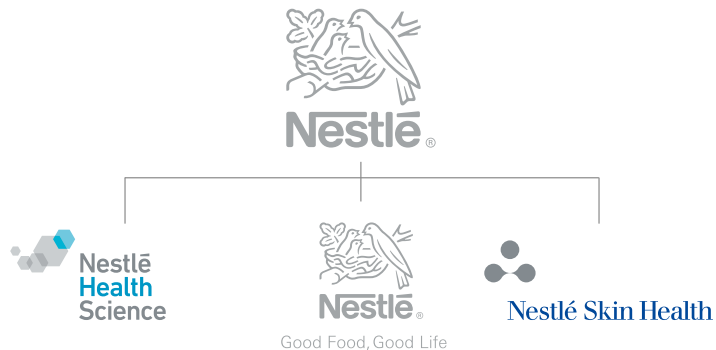 Nestlé®
Nestlé
Health
Science
Nestlé®
Good Food, Good Life
Nestlé Skin Health